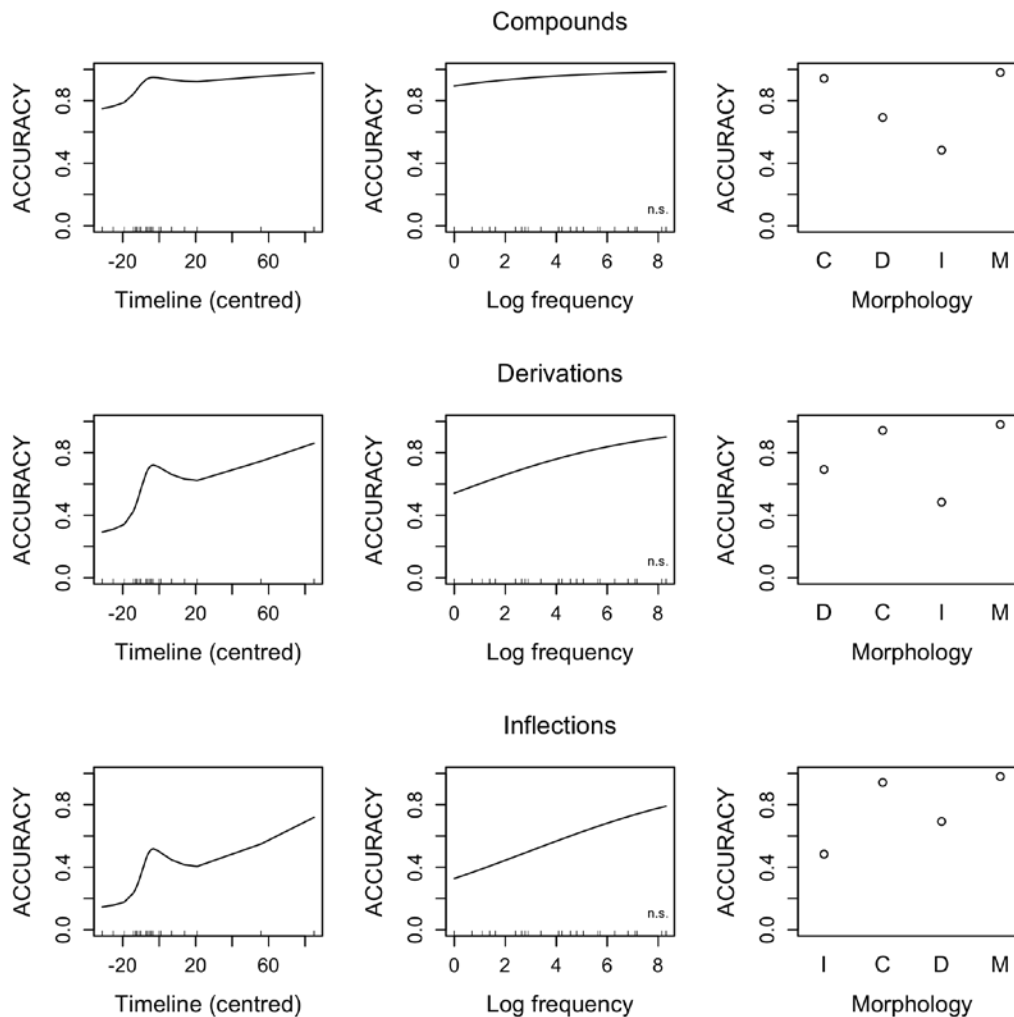 Compounds
ACCURACY
0.0 0.4 0.8
-20 20 60
Timeline (centred)
ACCURACY
0.0 0.4 0.8
n.s.
0 2 4 6 8
Log frequency
ACCURACY
0.0 0.4 0.8
C D I M
Morphology
Derivations
ACCURACY
0.0 0.4 0.8
-20 20 60
Timeline (centred)
ACCURACY
0.0 0.4 0.8
n.s.
0 2 4 6 8
Log frequency
ACCURACY
0.0 0.4 0.8
D C I M
Morphology
Inflections
ACCURACY
0.0 0.4 0.8
-20 20 60
Timeline (centred)
ACCURACY
0.0 0.4 0.8
n.s.
0 2 4 6 8
Log frequency
ACCURACY
0.0 0.4 0.8
I C D M
Morphology